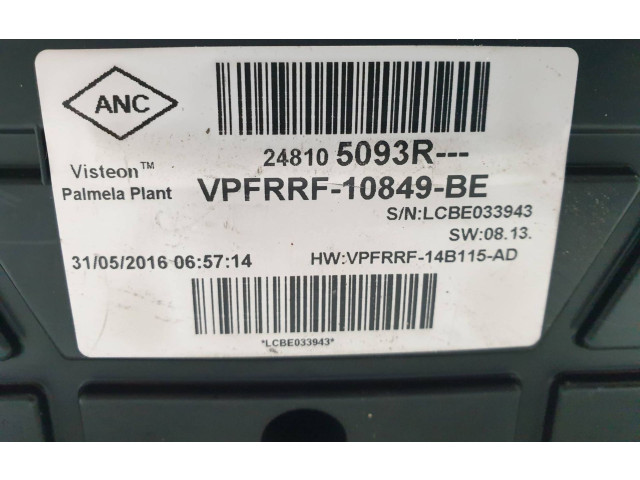 ANC
24810 5093R---
Visteon™
Palmela Plant
VPFRRF-10849-BE
S/N:LCBE033943
SW:08.13.
31/05/2016 06:57:14
HW:VPFRRF-14B115-AD
*LCBE033943*